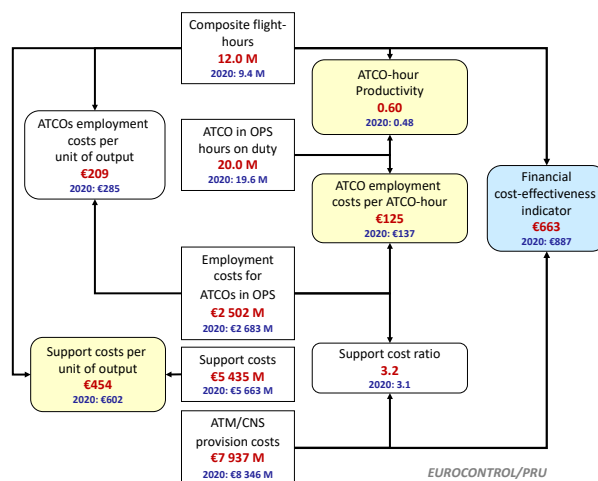 Composite flight-
hours
12.0 M
2020: 9.4 M
ATCO-hour
Productivity
0.60
2020: 0.48
ATCOs employment
costs per
unit of output
€209
2020: €285
ATCO in OPS
hours on duty
20.0 M
2020: 19.6 M
ATCO employment
costs per ATCO-hour
€125
2020: €137
Financial
cost-effectiveness
indicator
€663
2020: €887
Employment
costs for
ATCOs in OPS
€2 502 M
2020: €2 683 M
Support costs per
unit of output
€454
2020: €602
Support costs
€5 435 M
2020: €5 663 M
Support cost ratio
3.2
2020: 3.1
ATM/CNS
provision costs
€7 937 M
2020: €8 346 M
EUROCONTROL/PRU